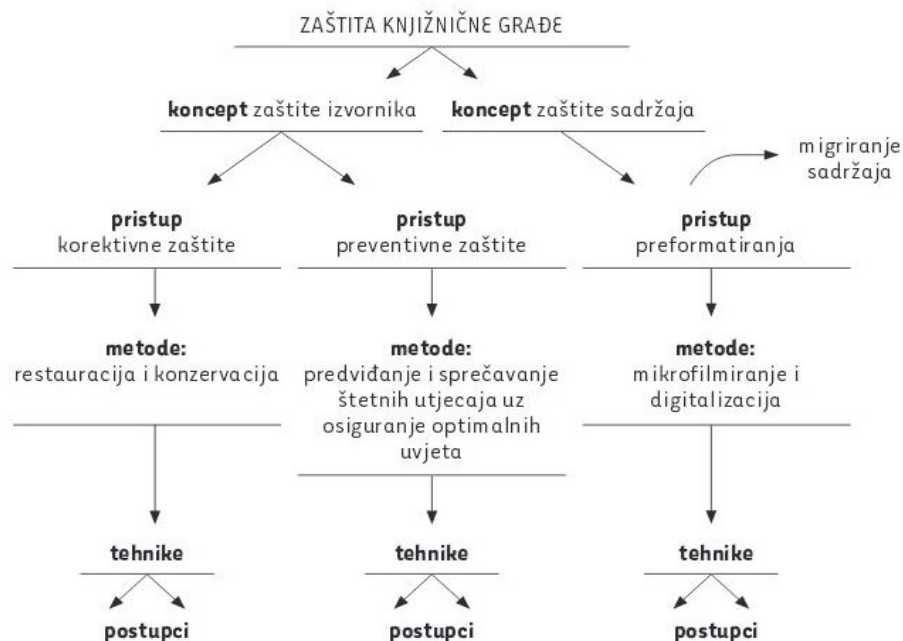 ZAŠTITA KNJIŽNIČNE GRAĐE
koncept zaštite izvornika
koncept zaštite sadržaja
migriranje
sadržaja
pristup
korektivne zaštite
pristup
preventivne zaštite
pristup
preformatiranja
metode:
restauracija i konzervacija
metode:
predviđanje i sprečavanje
štetnih utjecaja uz
osiguranje optimalnih
uvjeta
metode:
mikrofilmiranje i
digitalizacija
tehnike
tehnike
tehnike
postupci
postupci
postupci